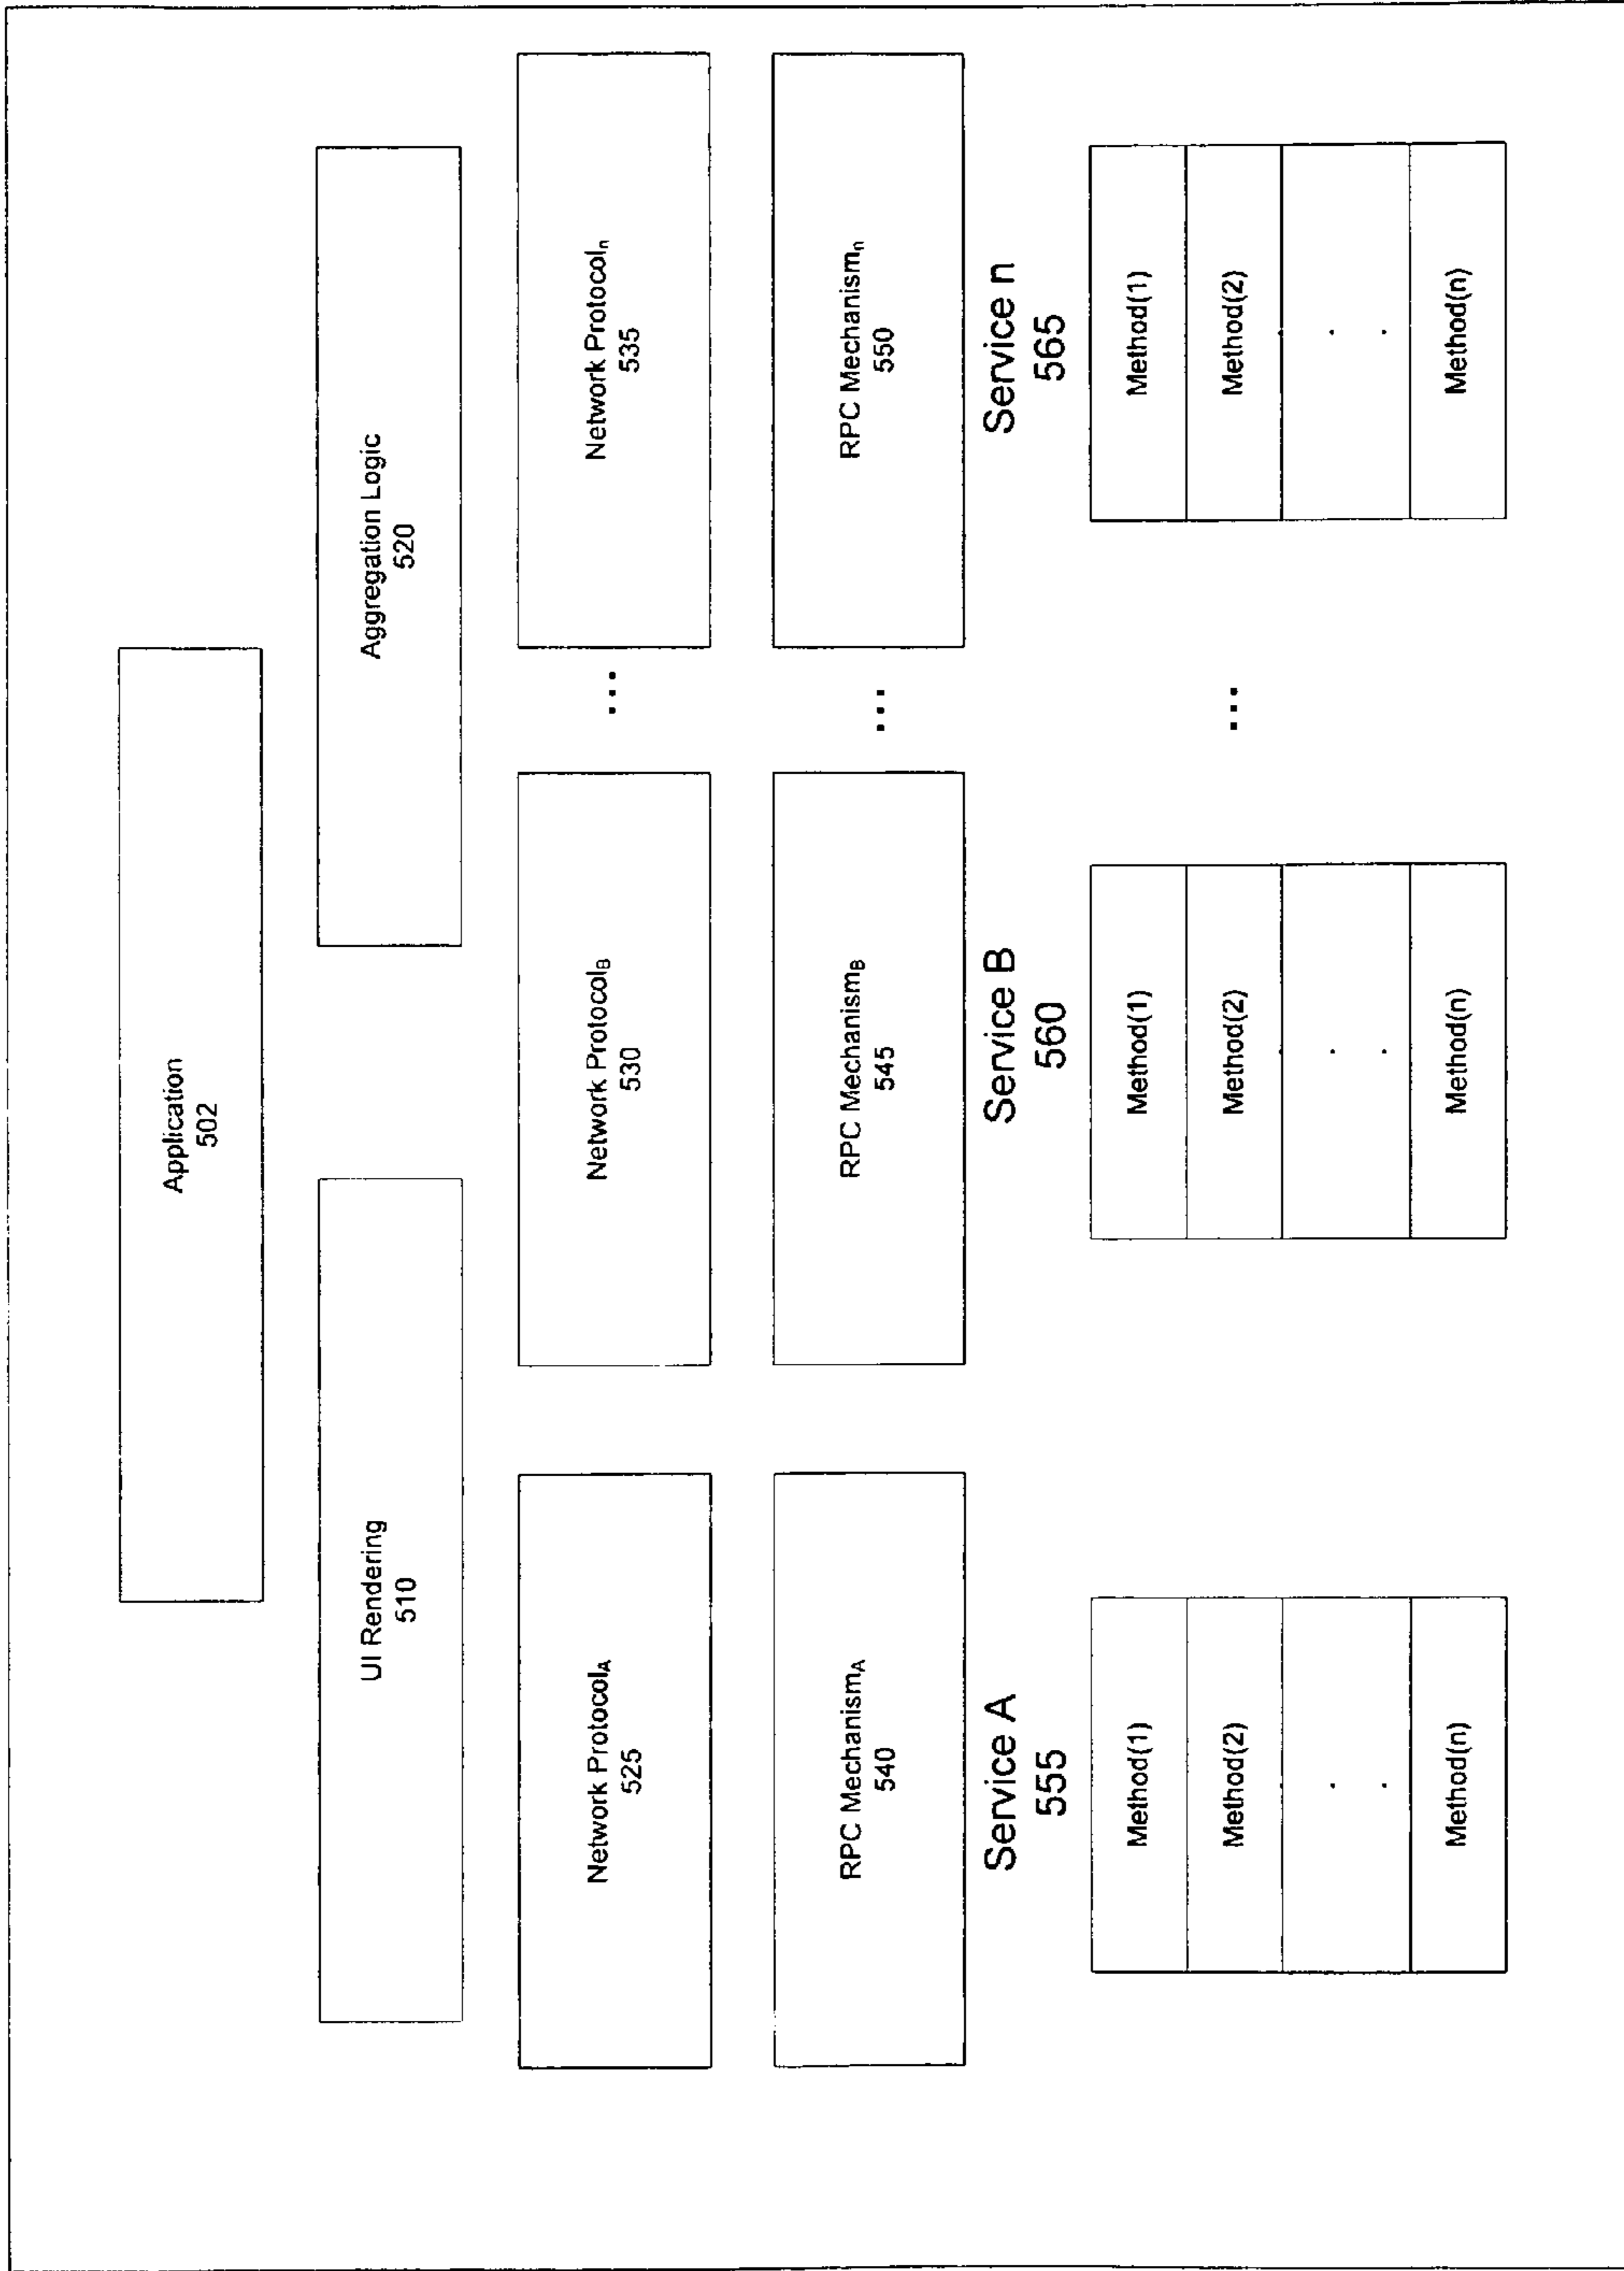 Application
502
UI Rendering
510
Aggregation Logic
520
Network ProtocolA
525
Network ProtocolB
530
...
Network Protocoln
535
RPC MechanismA
540
RPC MechanismB
545
...
RPC Mechanismn
550
Service A
555
Method(1)
Method(2)
.
.
Method(n)
Service B
560
Method(1)
Method(2)
.
.
Method(n)
...
Service n
565
Method(1)
Method(2)
.
.
Method(n)